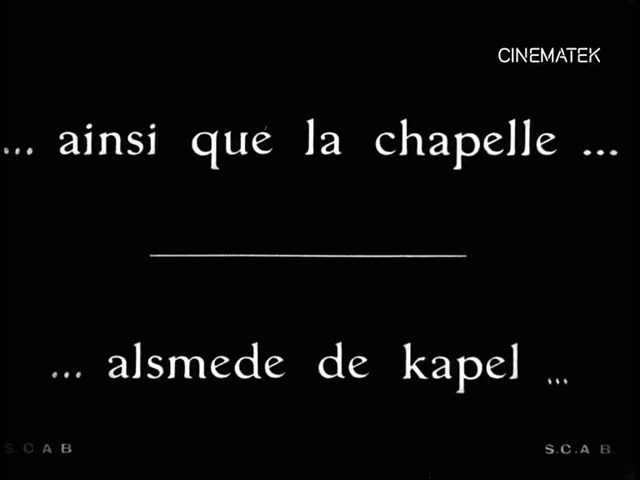 CINEMATEK
... ainsi que la chapelle ...
... alsmede de kapel ...
S.C A B
S.C.A B.